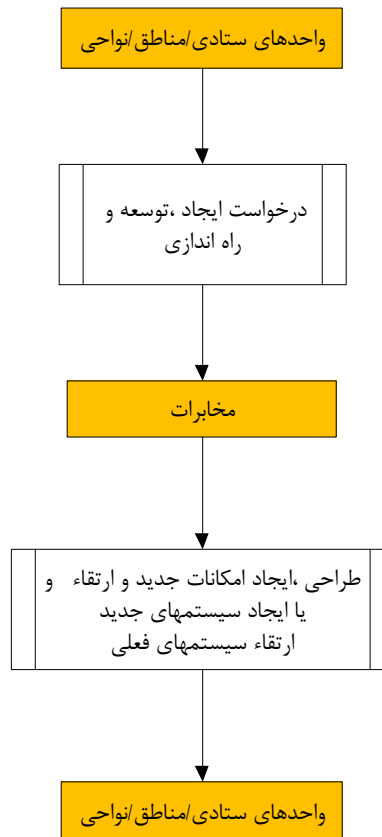 واحدهای ستادی/مناطق/نواحی
درخواست ایجاد ،توسعه و
راه اندازی
مخابرات
طراحی ،ایجاد امکانات جدید و ارتقاء و
یا ایجاد سیستمهای جدید
ارتقاء سیستمهای فعلی
واحدهای ستادی/مناطق/نواحی